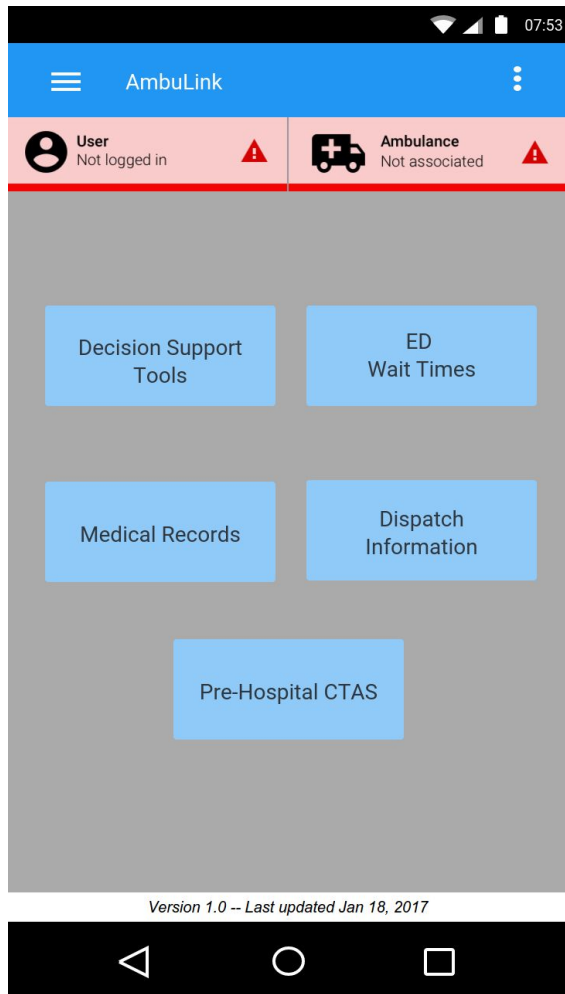 07:53
AmbuLink
User
Not logged in
Ambulance
Not associated
Decision Support
Tools
ED
Wait Times
Medical Records
Dispatch
Information
Pre-Hospital CTAS
Version 1.0 -- Last updated Jan 18, 2017